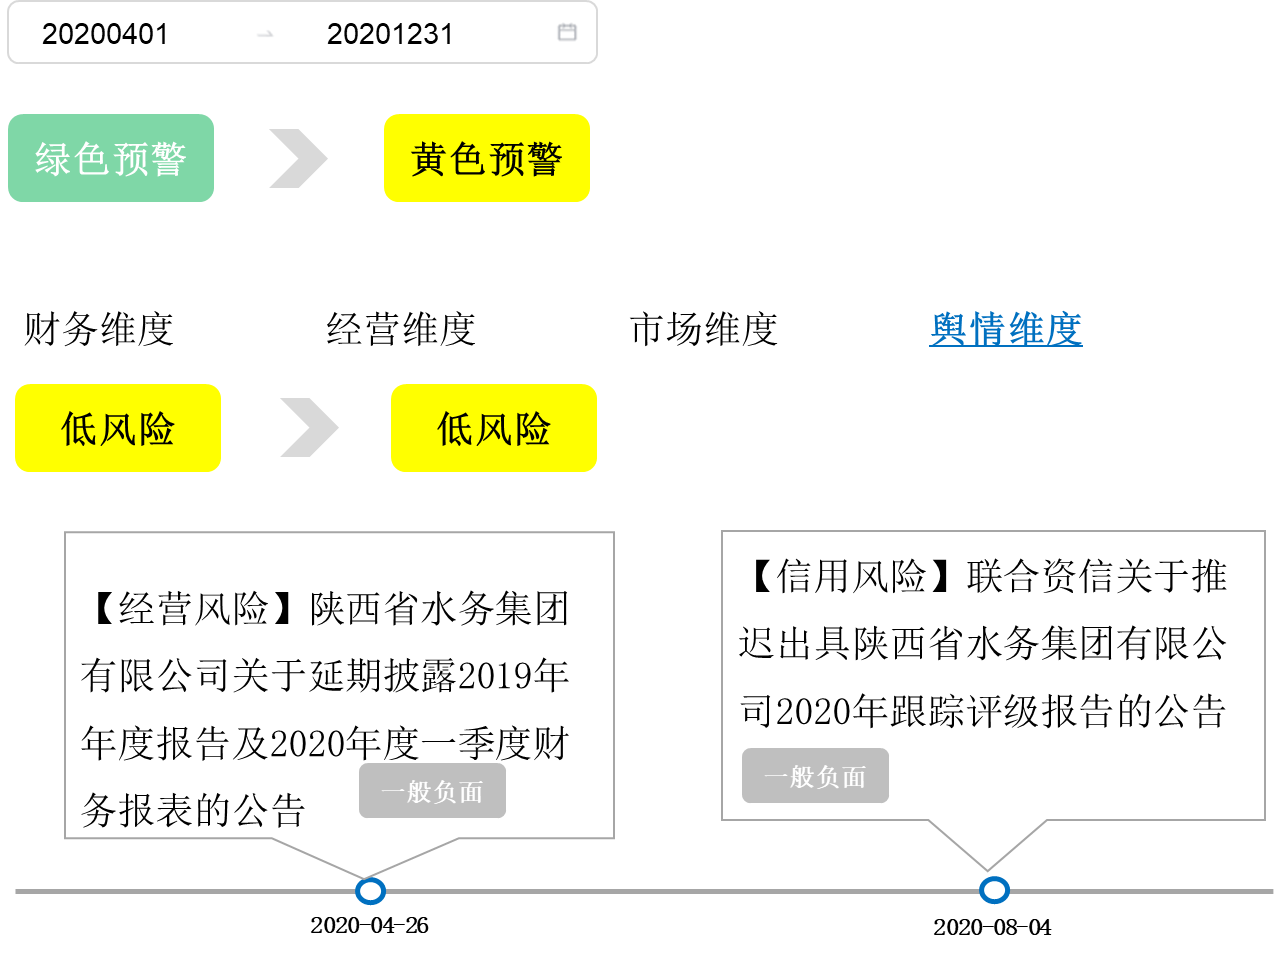 20200401 → 20201231
绿色预警 黄色预警
财务维度 经营维度 市场维度 舆情维度
低风险 低风险
【经营风险】陕西省水务集团
有限公司关于延期披露2019年
年度报告及2020年度一季度财
务报表的公告
一般负面
【信用风险】联合资信关于推
迟出具陕西省水务集团有限公
司2020年跟踪评级报告的公告
一般负面
2020-04-26 2020-08-04